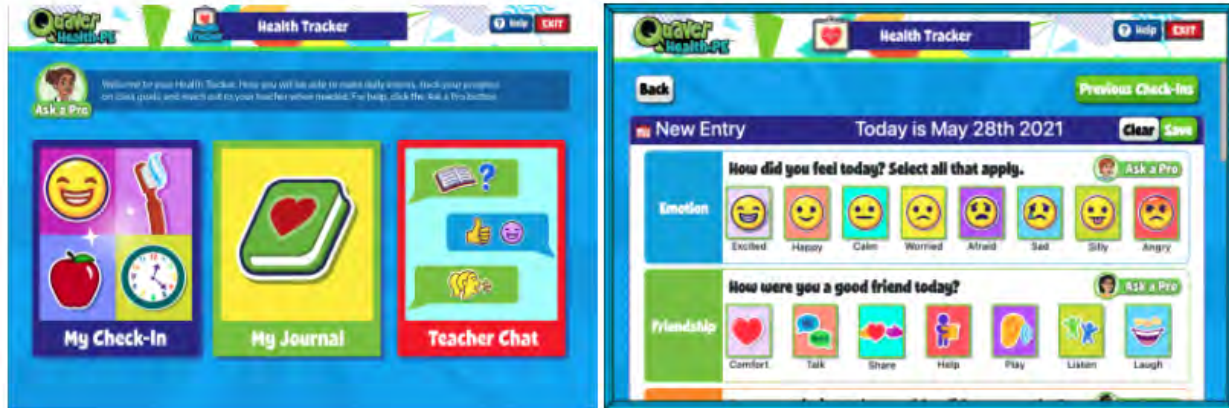 Quaver
Health•PE
Health Tracker
Help
EXIT
Ask a Pro
Welcome to your Health Tracker. Here you will be able to make daily entries, track your progress
on class goals and reach out to your teacher when needed. For help, click the Ask a Pro button.
My Check-In
My Journal
Teacher Chat
Quaver
Health•PE
Health Tracker
Help
EXIT
Back
Previous Check-Ins
New Entry
Today is May 28th 2021
Clear
Save
Emotion
How did you feel today? Select all that apply.
Ask a Pro
Excited
Happy
Calm
Worried
Afraid
Sad
Silly
Angry
Friendship
How were you a good friend today?
Ask a Pro
Comfort
Talk
Share
Help
Play
Listen
Laugh